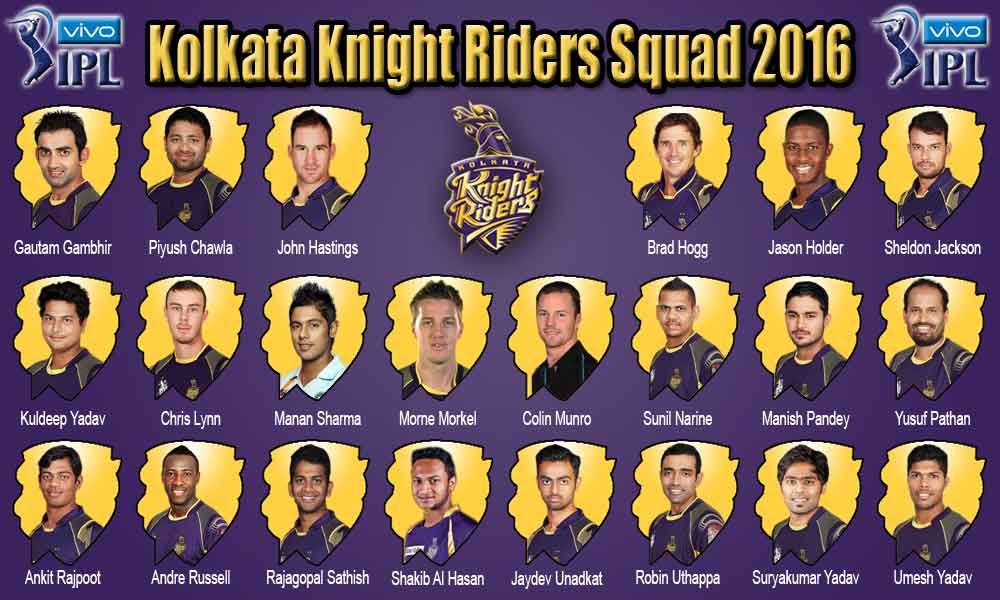 vivo
IPL
Kolkata Knight Riders Squad 2016
vivo
IPL
KOLKATA
Knight
Riders
Gautam Gambhir
Piyush Chawla
John Hastings
Brad Hogg
Jason Holder
Sheldon Jackson
Kuldeep Yadav
Chris Lynn
Manan Sharma
Morne Morkel
Colin Munro
Sunil Narine
Manish Pandey
Yusuf Pathan
Ankit Rajpoot
Andre Russell
Rajagopal Sathish
Shakib Al Hasan
Jaydev Unadkat
Robin Uthappa
Suryakumar Yadav
Umesh Yadav